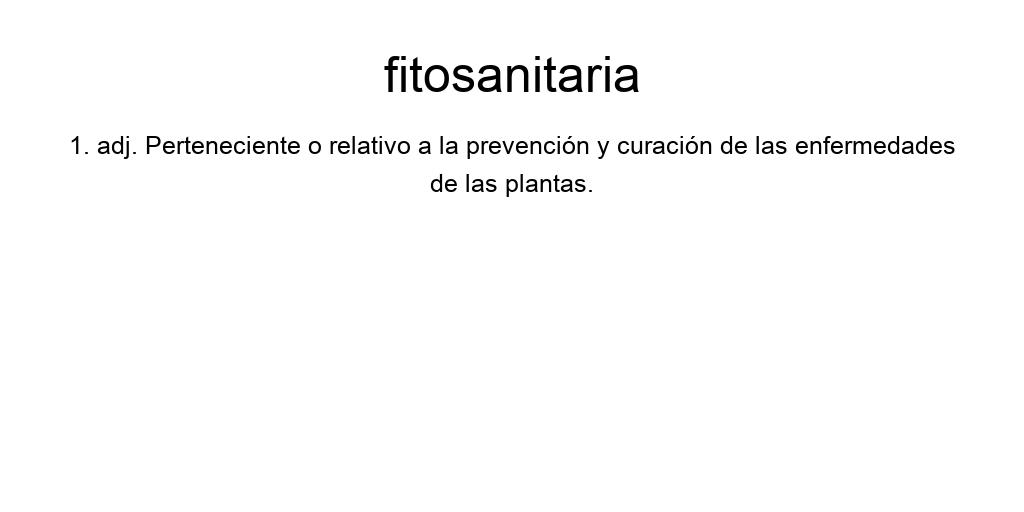 fitosanitaria
1. adj. Perteneciente o relativo a la prevención y curación de las enfermedades
de las plantas.